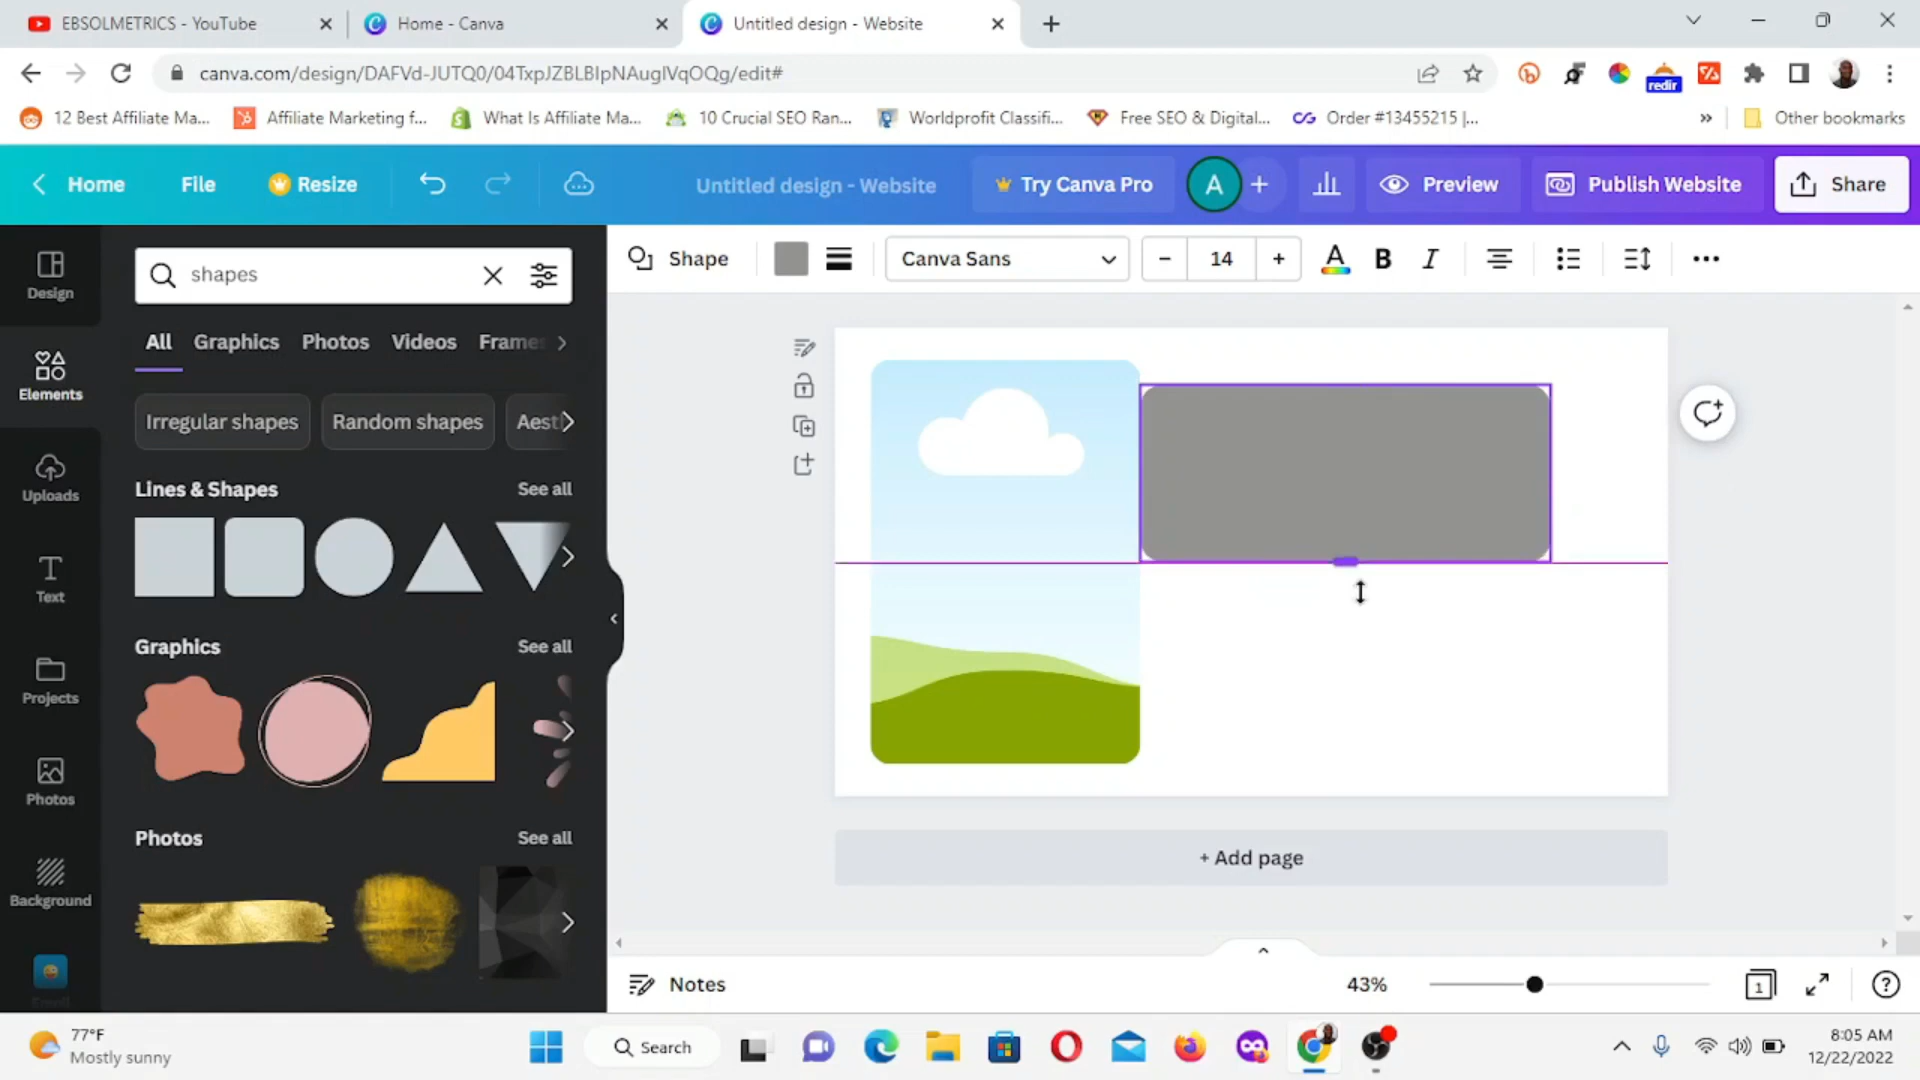 EBSOLMETRICS - YouTube
Home - Canva
Untitled design - Website
canva.com/design/DAFVd-JUTQ0/04TxpJZBLBIpNAugIVqOQg/edit#
redir
12 Best Affiliate Ma...
Affiliate Marketing f...
What Is Affiliate Ma...
10 Crucial SEO Ran...
Worldprofit Classifi...
Free SEO & Digital...
Order #13455215 |...
Other bookmarks
Home
File
Resize
Untitled design - Website
Try Canva Pro
A
Preview
Publish Website
Share
Design
Elements
Uploads
Text
Projects
Photos
Background
Email
shapes
All
Graphics
Photos
Videos
Frame
Irregular shapes
Random shapes
Aest
Lines & Shapes
See all
Graphics
See all
Photos
See all
Shape
Canva Sans
14
A
B
I
+ Add page
Notes
43%
1
77°F
Mostly sunny
Search
8:05 AM
12/22/2022